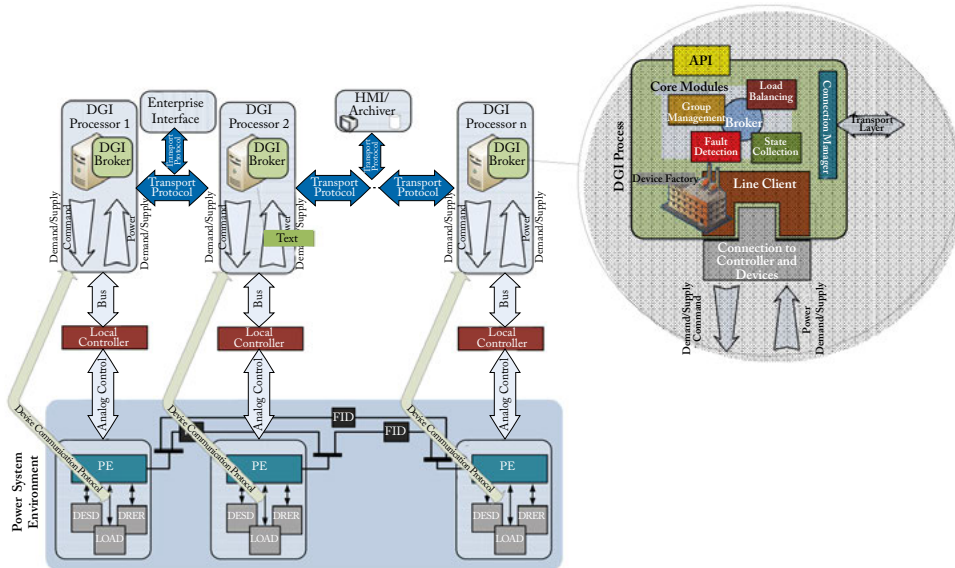 DGI
Processor 1
DGI
Broker
Demand/Supply
Command
Power
Demand/Supply
Enterprise
Interface
Transport
Protocol
Transport
Protocol
DGI
Processor 2
DGI
Broker
Demand/Supply
Command
Power
Demand/Supply
Text
HMI/
Archiver
Transport
Protocol
Transport
Protocol
Transport
Protocol
DGI
Processor n
DGI
Broker
Demand/Supply
Command
Power
Demand/Supply
Bus
Bus
Bus
Local
Controller
Local
Controller
Local
Controller
Analog Control
Analog Control
Analog Control
Device Communication Protocol
Device Communication Protocol
Device Communication Protocol
Power System
Environment
FID
FID
PE
DESD
DRER
LOAD
PE
DESD
DRER
LOAD
PE
DESD
DRER
LOAD
DGI Process
API
Core Modules
Group
Management
Load
Balancing
Broker
Fault
Detection
State
Collection
Connection Manager
Transport
Layer
Device Factory
Line Client
Connection to
Controller and
Devices
Demand/Supply
Command
Power
Demand/Supply